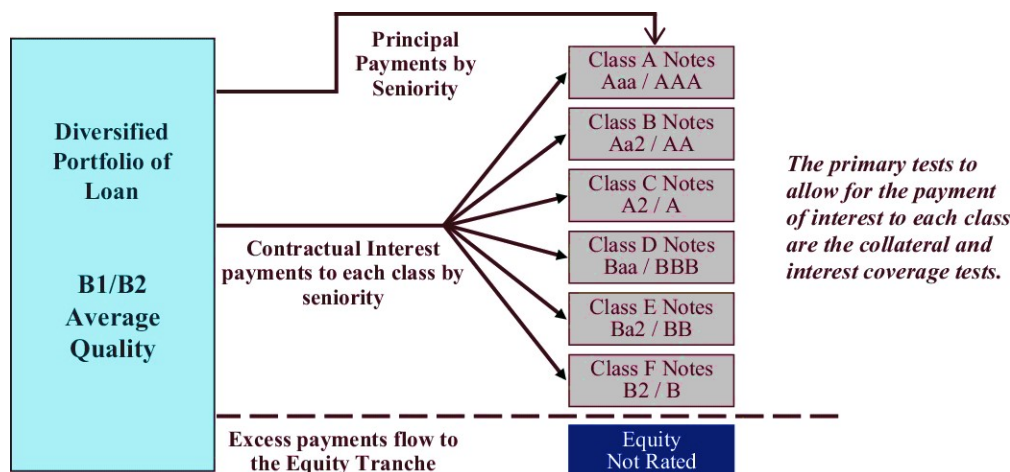 Diversified
Portfolio of
Loan
B1/B2
Average
Quality
Principal
Payments by
Seniority
Contractual Interest
payments to each class by
seniority
Class A Notes
Aaa / AAA
Class B Notes
Aa2 / AA
Class C Notes
A2 / A
Class D Notes
Baa / BBB
Class E Notes
Ba2 / BB
Class F Notes
B2 / B
The primary tests to
allow for the payment
of interest to each class
are the collateral and
interest coverage tests.
Excess payments flow to
the Equity Tranche
Equity
Not Rated